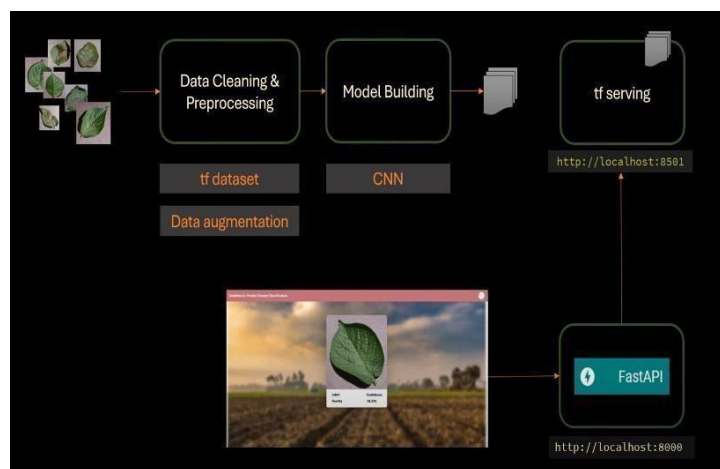 Data Cleaning &
Preprocessing
Model Building
tf serving
http://localhost:8501
tf dataset
CNN
Data augmentation
FastAPI
http://localhost:8000